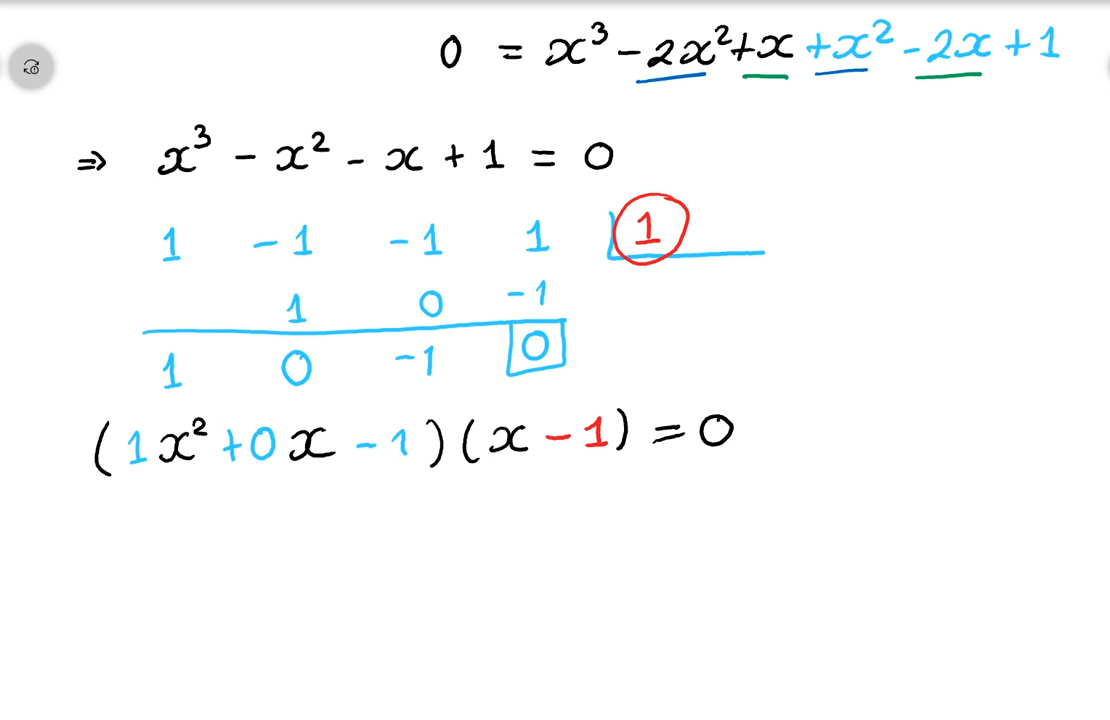 0 = x³ - 2x² + x + x² - 2x + 1
⇒ x³ - x² - x + 1 = 0
1 -1 -1 1 1
1 0 -1
1 0 -1 0
(1x² + 0x - 1)(x - 1) = 0